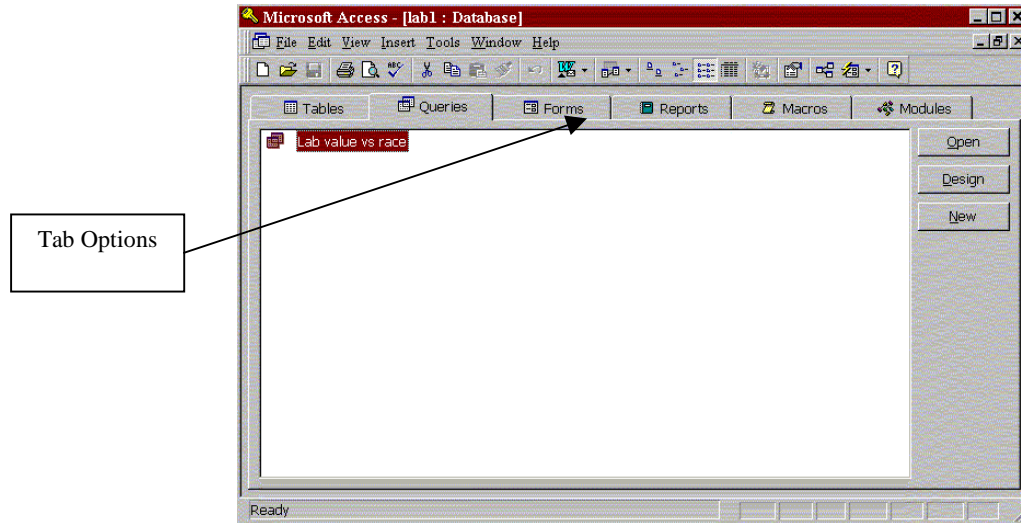 Microsoft Access - [lab1 : Database]
File Edit View Insert Tools Window Help
Tables Queries Forms Reports Macros Modules
Lab value vs race
Open
Design
New
Tab Options
Ready